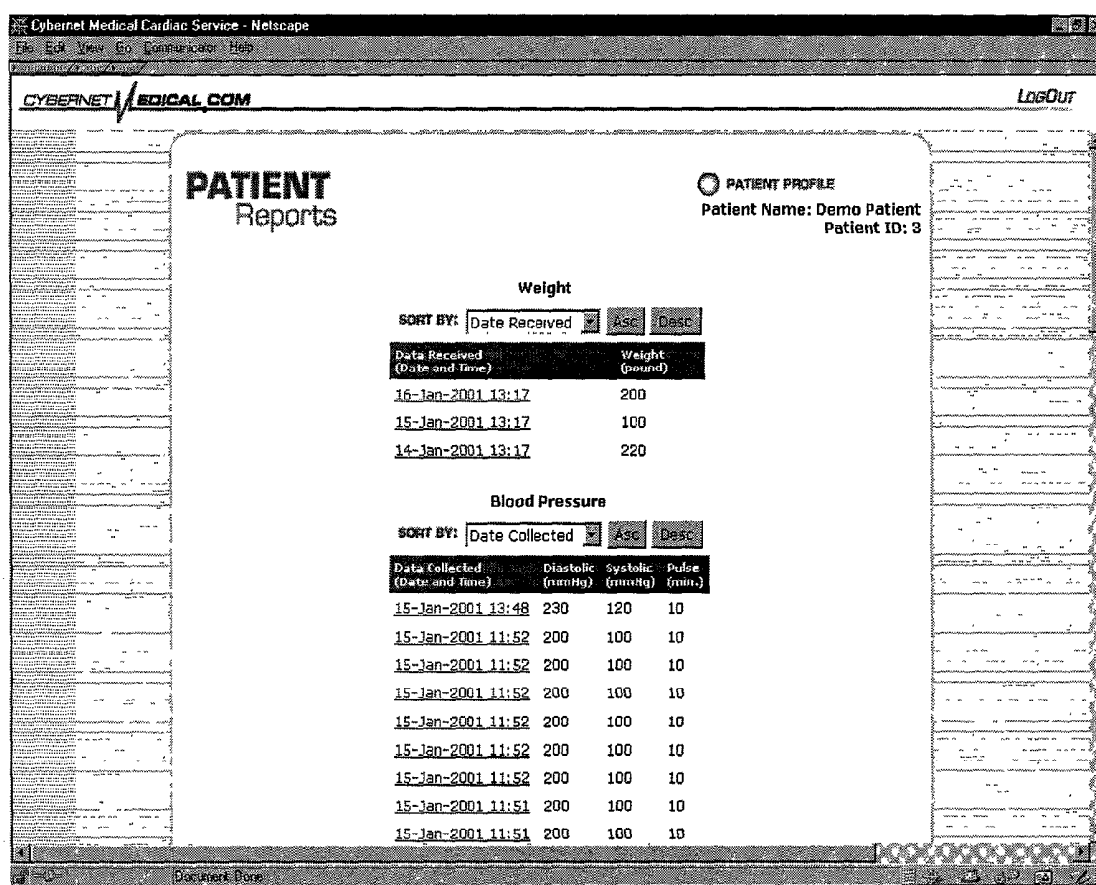 Cybernet Medical Cardiac Service - Netscape
File Edit View Go Communicator Help
CYBERNET MEDICAL.COM
LOGOUT
PATIENT
Reports
PATIENT PROFILE
Patient Name: Demo Patient
Patient ID: 3
Weight
SORT BY: Date Received Asc Desc
Data Received Weight
(Date and Time) (pound)
16-Jan-2001 13:17 200
15-Jan-2001 13:17 100
14-Jan-2001 13:17 220
Blood Pressure
SORT BY: Date Collected Asc Desc
Data Collected Diastolic Systolic Pulse
(Date and Time) (mmHg) (mmHg) (min.)
15-Jan-2001 13:48 230 120 10
15-Jan-2001 11:52 200 100 10
15-Jan-2001 11:52 200 100 10
15-Jan-2001 11:52 200 100 10
15-Jan-2001 11:52 200 100 10
15-Jan-2001 11:52 200 100 10
15-Jan-2001 11:52 200 100 10
15-Jan-2001 11:51 200 100 10
15-Jan-2001 11:51 200 100 10
Document Done